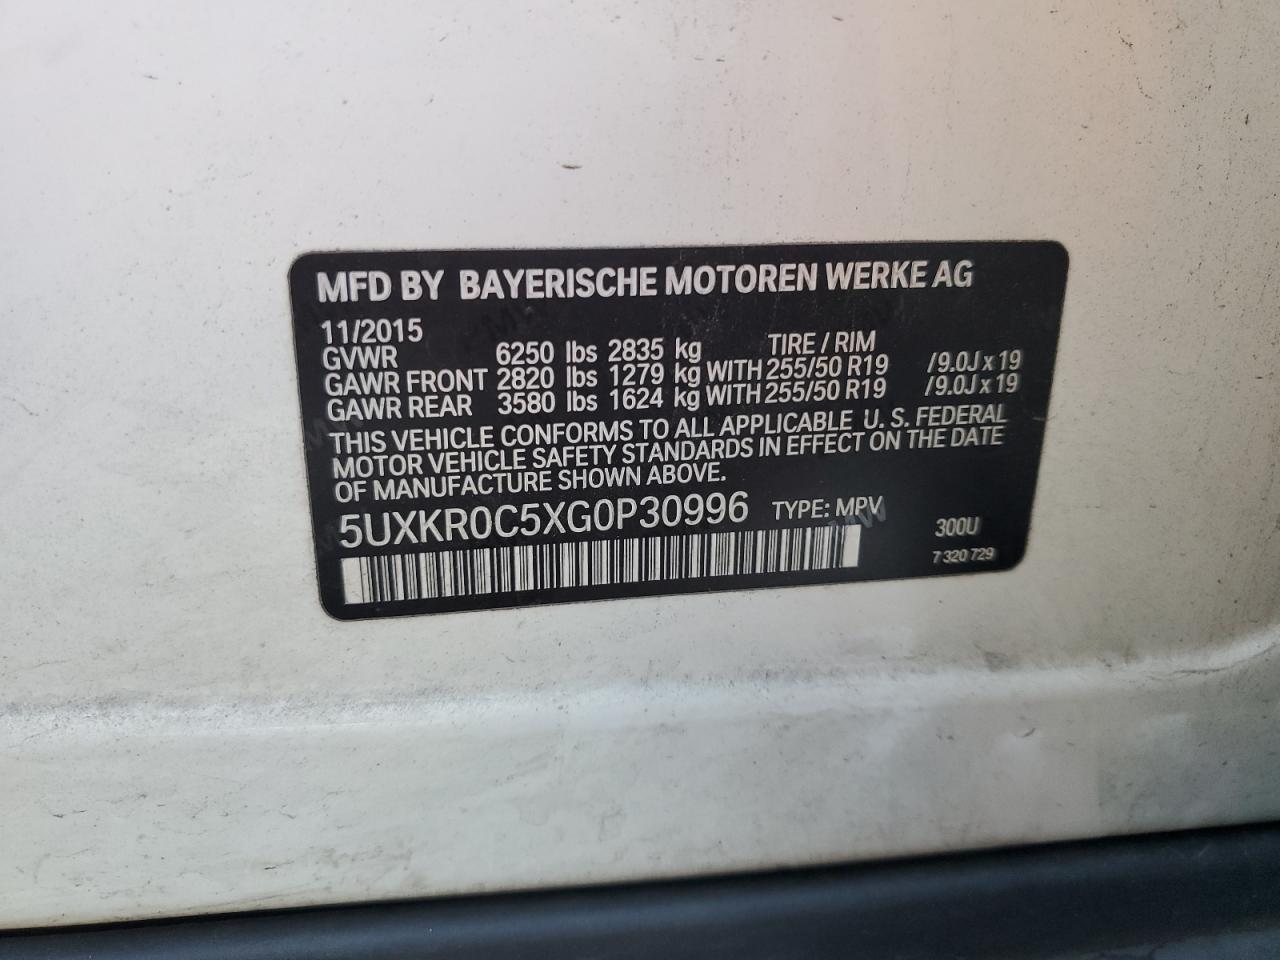 MFD BY BAYERISCHE MOTOREN WERKE AG
11/2015
GVWR 6250 lbs 2835 kg TIRE / RIM
GAWR FRONT 2820 lbs 1279 kg WITH 255/50 R19 /9.0J x 19
GAWR REAR 3580 lbs 1624 kg WITH 255/50 R19 /9.0J x 19
THIS VEHICLE CONFORMS TO ALL APPLICABLE U. S. FEDERAL
MOTOR VEHICLE SAFETY STANDARDS IN EFFECT ON THE DATE
OF MANUFACTURE SHOWN ABOVE.
5UXKR0C5XG0P30996 TYPE: MPV
300U
7 320 729